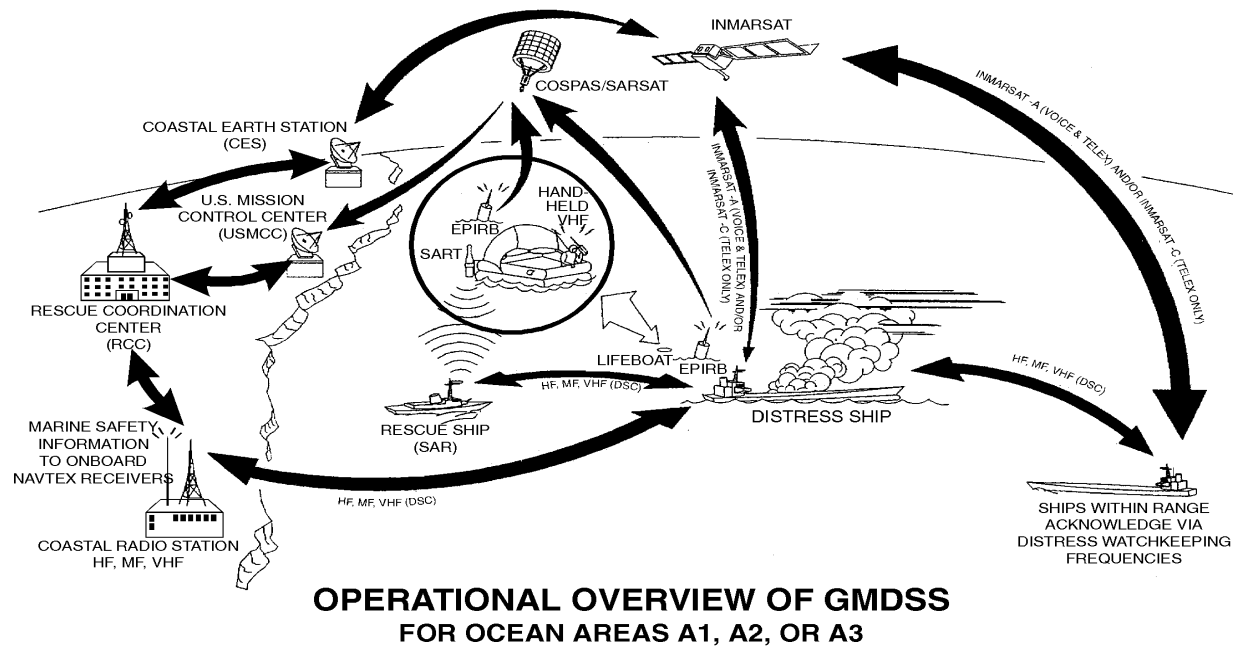 INMARSAT
COSPAS/SARSAT
INMARSAT -A (VOICE & TELEX) AND/OR INMARSAT -C (TELEX ONLY)
COASTAL EARTH STATION
(CES)
INMARSAT -A (VOICE & TELEX) AND/OR
INMARSAT -C (TELEX ONLY)
U.S. MISSION
CONTROL CENTER
(USMCC)
HAND-
HELD
VHF
EPIRB
SART
RESCUE COORDINATION
CENTER
(RCC)
LIFEBOAT
EPIRB
HF, MF, VHF (DSC)
HF, MF, VHF (DSC)
DISTRESS SHIP
RESCUE SHIP
(SAR)
MARINE SAFETY
INFORMATION
TO ONBOARD
NAVTEX RECEIVERS
HF, MF, VHF (DSC)
COASTAL RADIO STATION
HF, MF, VHF
SHIPS WITHIN RANGE
ACKNOWLEDGE VIA
DISTRESS WATCHKEEPING
FREQUENCIES
OPERATIONAL OVERVIEW OF GMDSS
FOR OCEAN AREAS A1, A2, OR A3